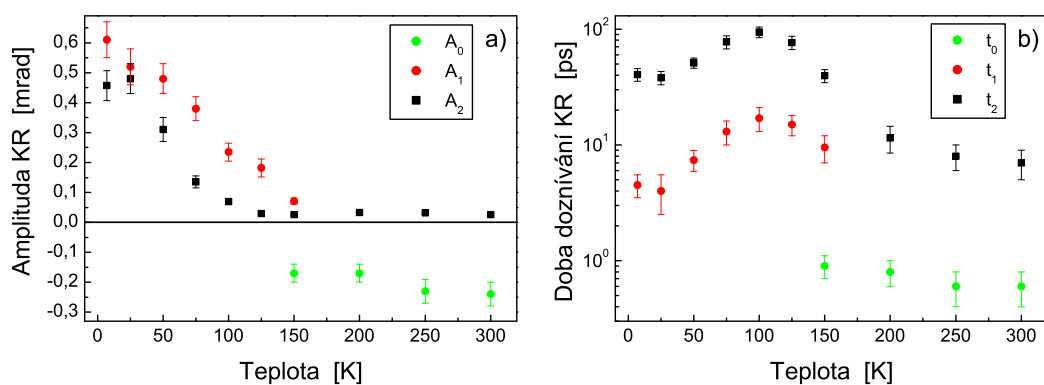 a)
Amplituda KR [mrad]
0,6
0,5
0,4
0,3
0,2
0,1
0,0
-0,1
-0,2
-0,3
A0
A1
A2
0 50 100 150 200 250 300
Teplota [K]
b)
Doba doznívání KR [ps]
10^2
10^1
10^0
t0
t1
t2
0 50 100 150 200 250 300
Teplota [K]